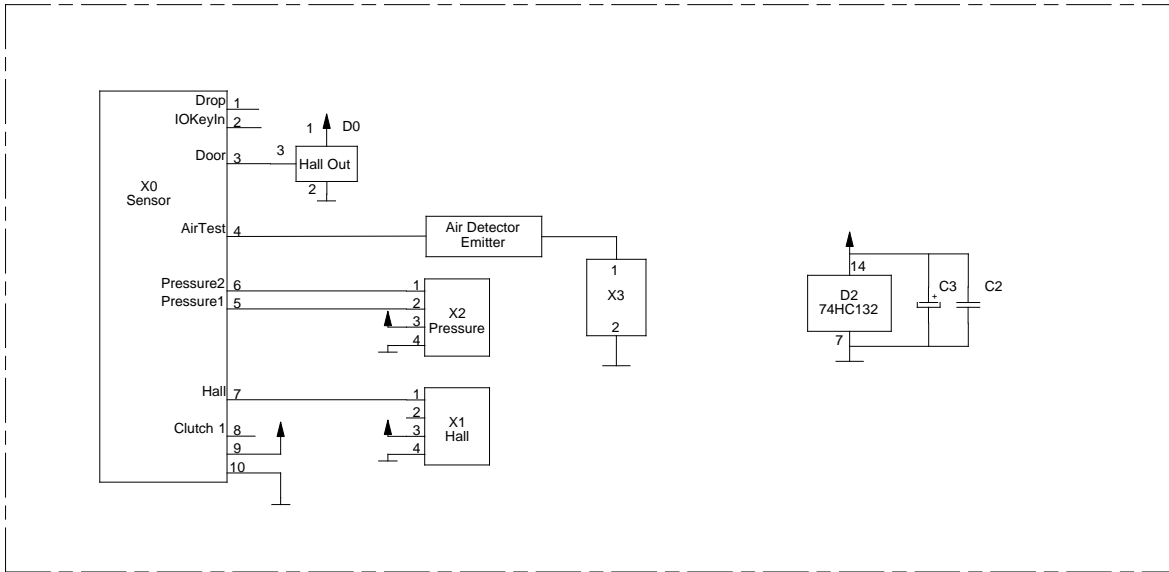 Drop 1
IOKeyIn 2
1 D0
Door 3 3 Hall Out
2
X0
Sensor
AirTest 4 Air Detector
Emitter
1
X3
2
14
D2 C3 + C2
74HC132
7
Pressure2 6 1
Pressure1 5 2 X2
3 Pressure
4
Hall 7 1
2 X1
Clutch 1 8 3 Hall
9 4
10